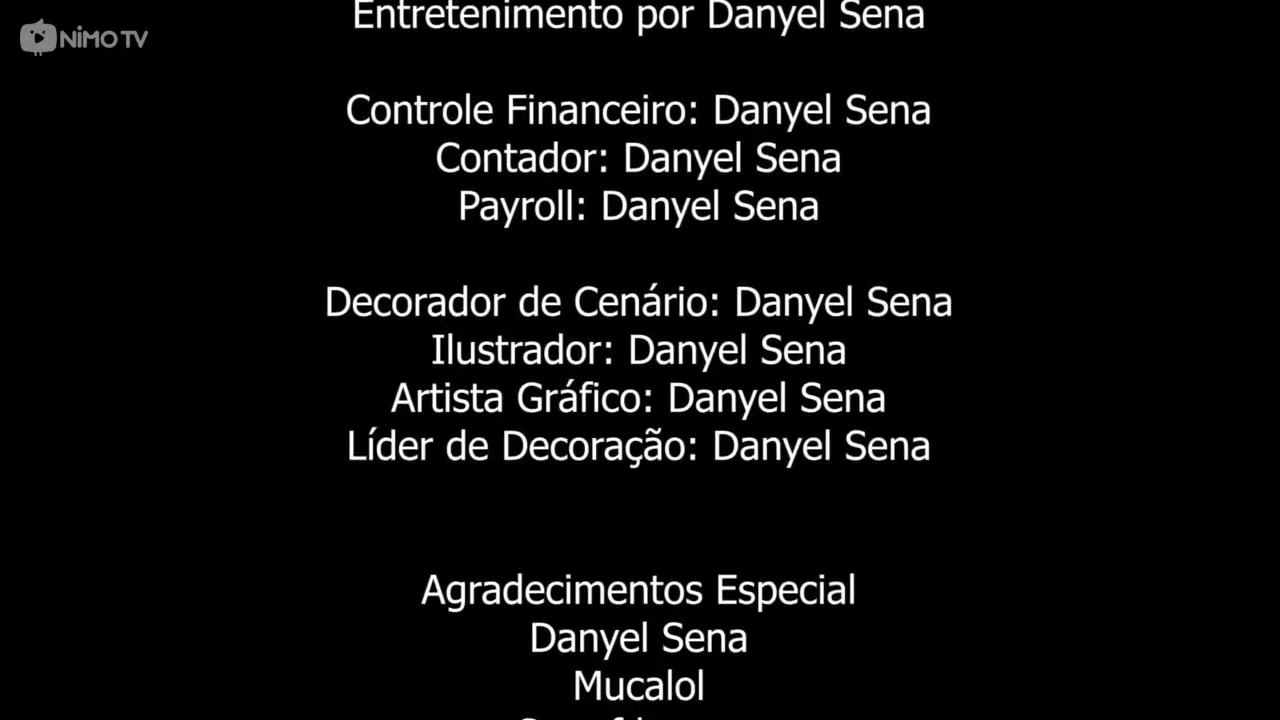 NIMO TV
Entretenimento por Danyel Sena
Controle Financeiro: Danyel Sena
Contador: Danyel Sena
Payroll: Danyel Sena
Decorador de Cenário: Danyel Sena
Ilustrador: Danyel Sena
Artista Gráfico: Danyel Sena
Líder de Decoração: Danyel Sena
Agradecimentos Especial
Danyel Sena
Mucalol